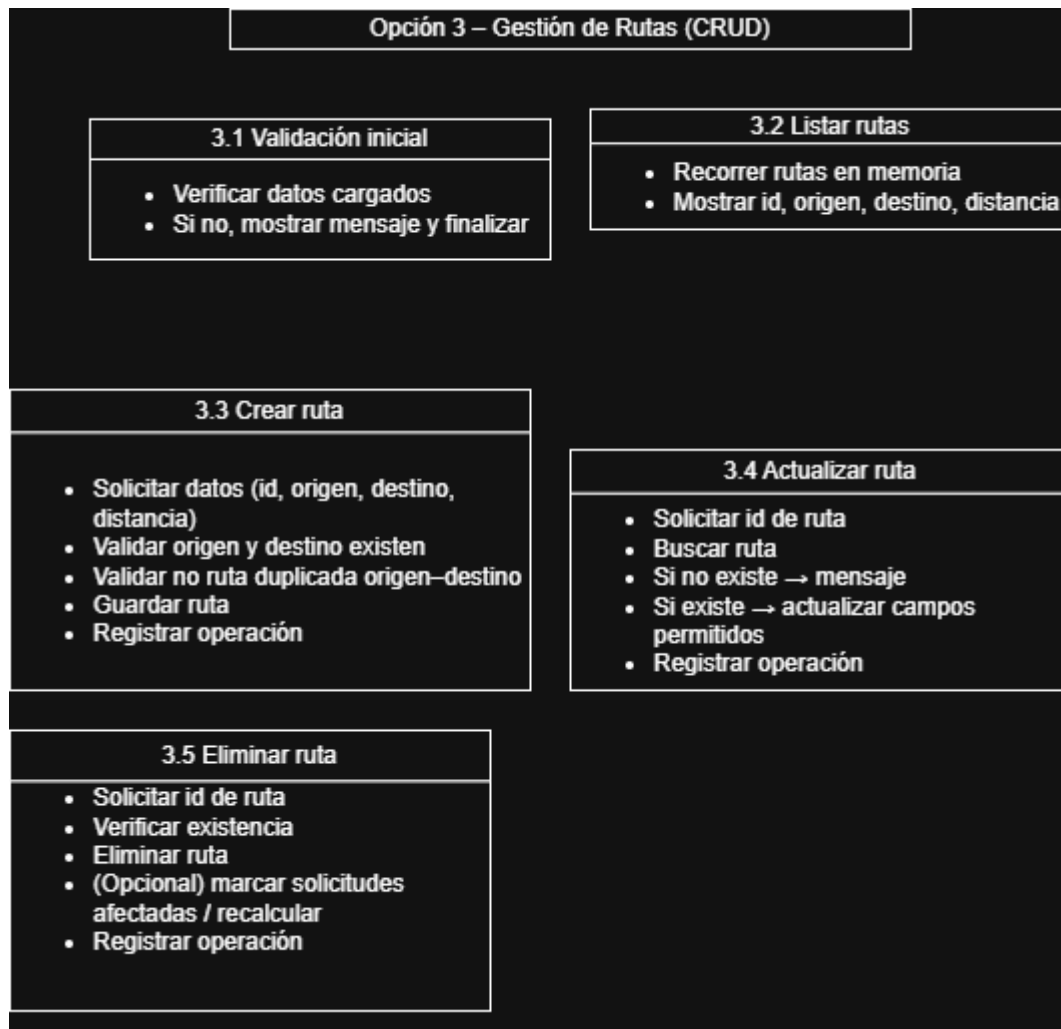 Opción 3 – Gestión de Rutas (CRUD)
3.1 Validación inicial
• Verificar datos cargados
• Si no, mostrar mensaje y finalizar
3.2 Listar rutas
• Recorrer rutas en memoria
• Mostrar id, origen, destino, distancia
3.3 Crear ruta
• Solicitar datos (id, origen, destino,
distancia)
• Validar origen y destino existen
• Validar no ruta duplicada origen–destino
• Guardar ruta
• Registrar operación
3.4 Actualizar ruta
• Solicitar id de ruta
• Buscar ruta
• Si no existe → mensaje
• Si existe → actualizar campos
permitidos
• Registrar operación
3.5 Eliminar ruta
• Solicitar id de ruta
• Verificar existencia
• Eliminar ruta
• (Opcional) marcar solicitudes
afectadas / recalcular
• Registrar operación